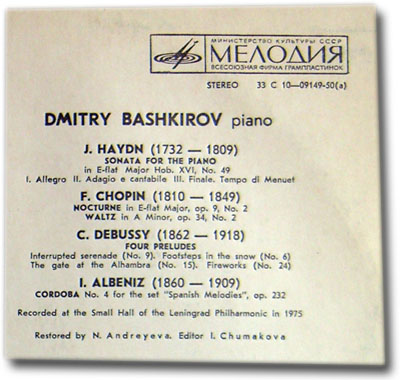 МИНИСТЕРСТВО КУЛЬТУРЫ СССР
МЕЛОДИЯ
ВСЕСОЮЗНАЯ ФИРМА ГРАМПЛАСТИНОК
STEREO 33 С 10—09149-50(a)
DMITRY BASHKIROV piano
J. HAYDN (1732 — 1809)
SONATA FOR THE PIANO
in E-flat Major Hob. XVI, No. 49
I. Allegro II. Adagio e cantabile III. Finale. Tempo di Menuet
F. CHOPIN (1810 — 1849)
NOCTURNE in E-flat Major, op. 9, No. 2
WALTZ in A Minor, op. 34, No. 2
C. DEBUSSY (1862 — 1918)
FOUR PRELUDES
Interrupted serenade (No. 9). Footsteps in the snow (No. 6)
The gate at the Alhambra (No. 15). Fireworks (No. 24)
I. ALBENIZ (1860 — 1909)
CORDOBA No. 4 for the set "Spanish Melodies", op. 232
Recorded at the Small Hall of the Leningrad Philharmonic in 1975
Restored by N. Andreyeva. Editor I. Chumakova